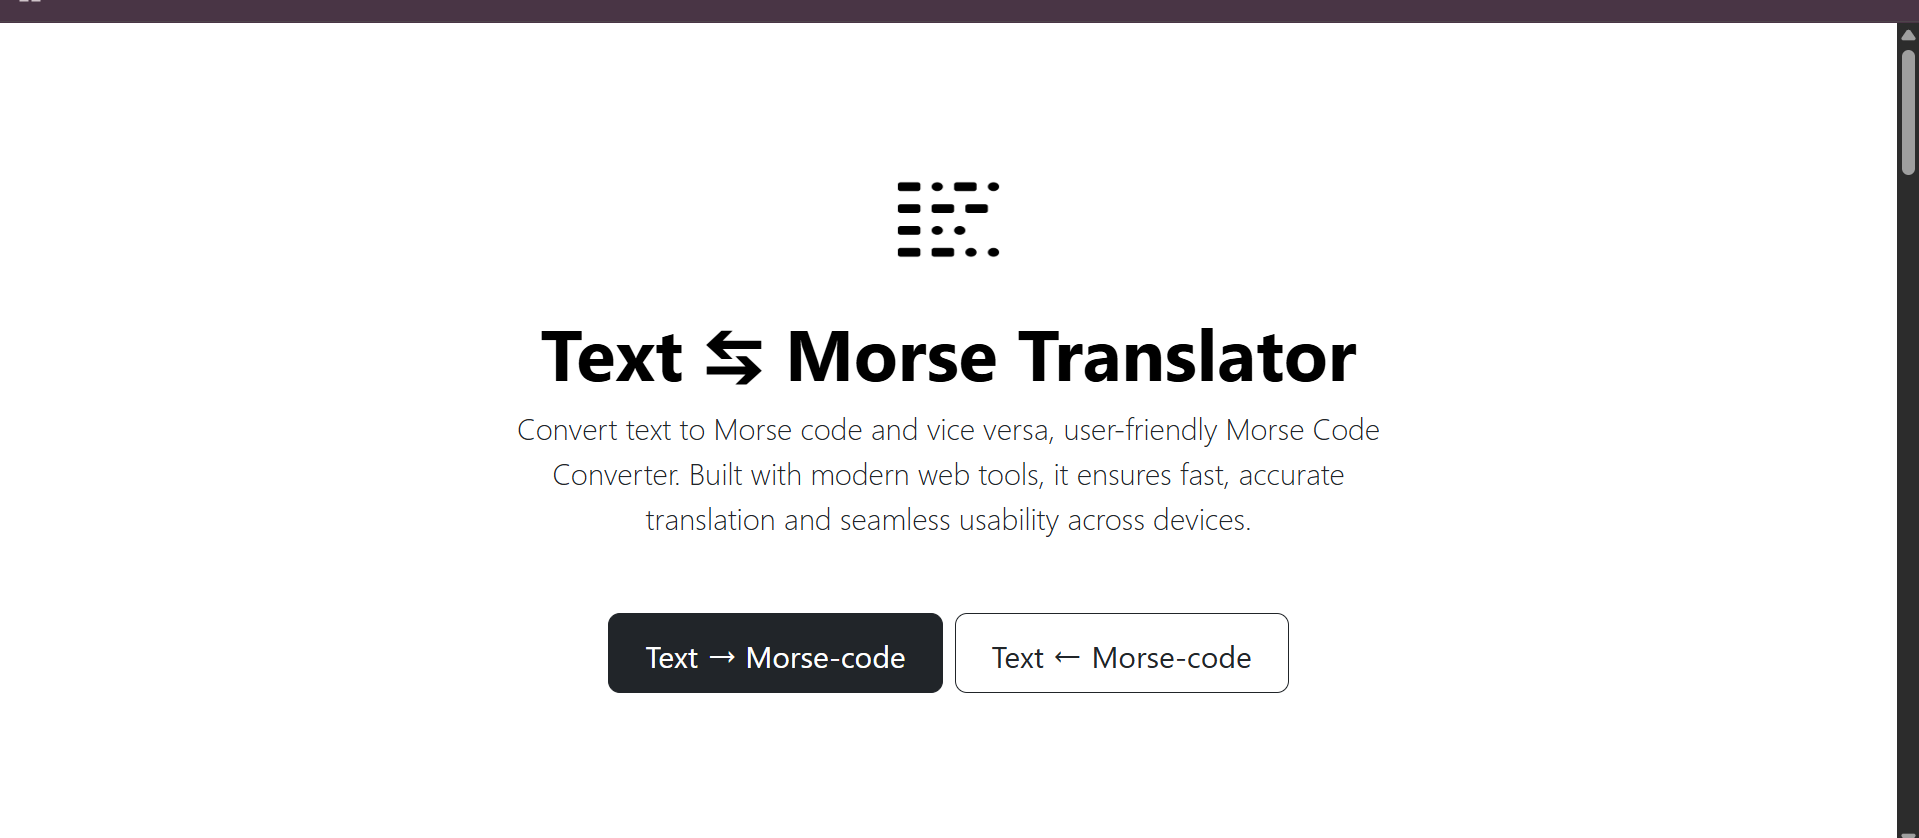 Text ⇆ Morse Translator
Convert text to Morse code and vice versa, user-friendly Morse Code
Converter. Built with modern web tools, it ensures fast, accurate
translation and seamless usability across devices.
Text → Morse-code
Text ← Morse-code